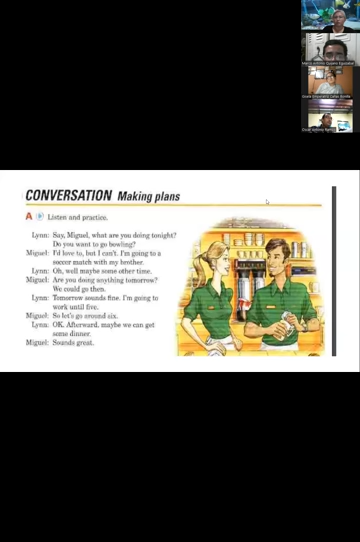 CONVERSATION Making plans
A Listen and practice.
Lynn: Say, Miguel, what are you doing tonight?
Do you want to go bowling?
Miguel: I'd love to, but I can't. I'm going to a
soccer match with my brother.
Lynn: Oh, well maybe some other time.
Miguel: Are you doing anything tomorrow?
We could go then.
Lynn: Tomorrow sounds fine. I'm going to
work until five.
Miguel: So let's go around six.
Lynn: OK. Afterward, maybe we can get
some dinner.
Miguel: Sounds great.